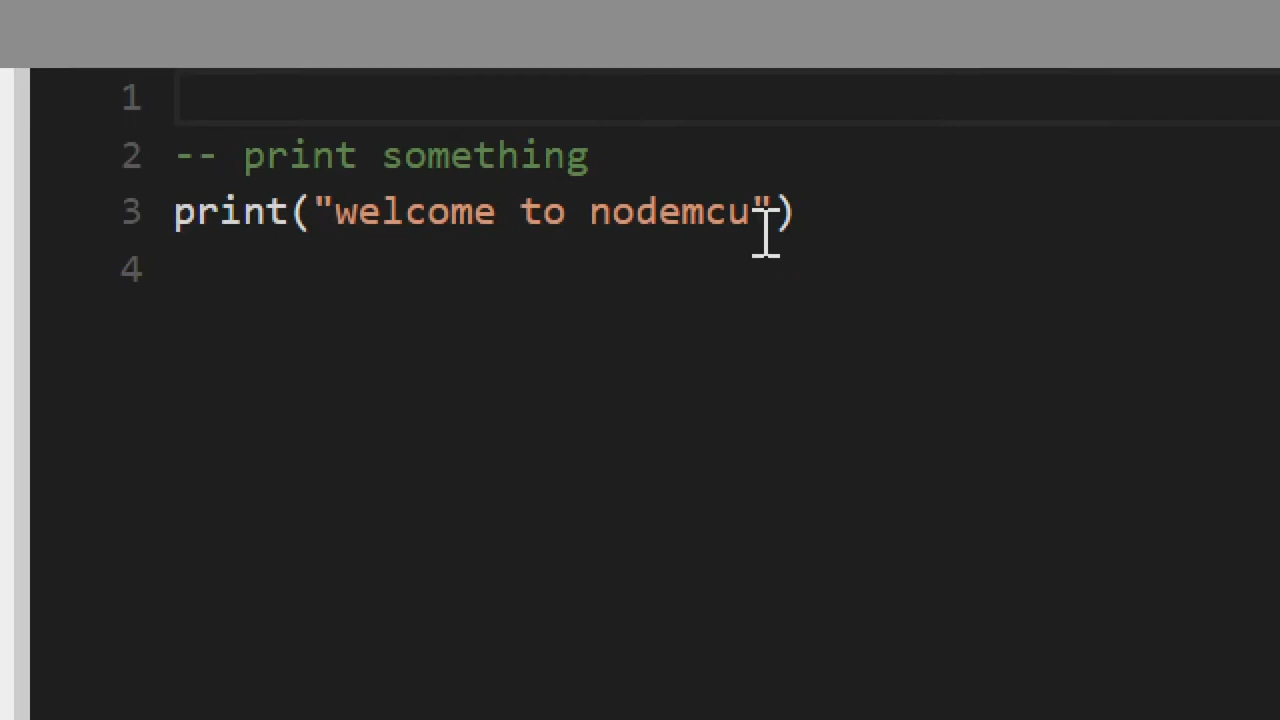 1
2 -- print something
3 print("welcome to nodemcu")
4